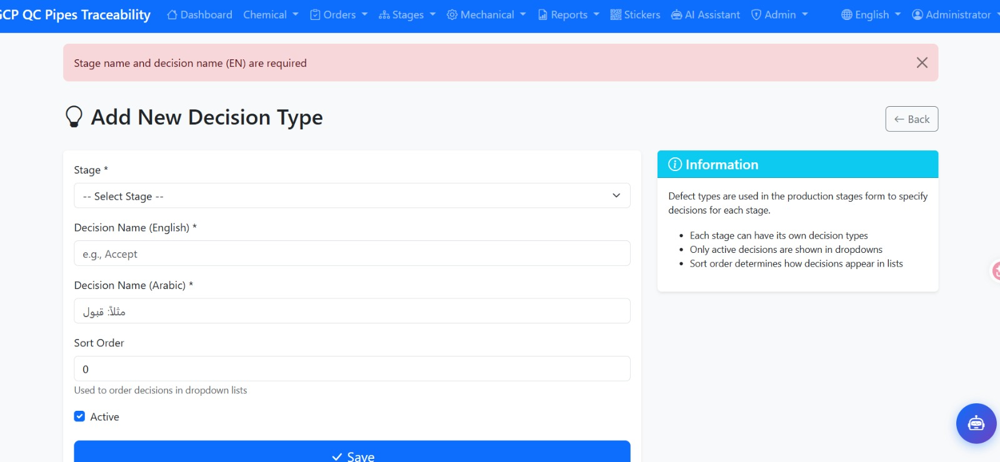 GCP QC Pipes Traceability Dashboard Chemical Orders Stages Mechanical Reports Stickers AI Assistant Admin English Administrator
Stage name and decision name (EN) are required
Add New Decision Type
Back
Stage *
-- Select Stage --
Decision Name (English) *
e.g., Accept
Decision Name (Arabic) *
مثلاً: قبول
Sort Order
0
Used to order decisions in dropdown lists
Active
Save
Information
Defect types are used in the production stages form to specify
decisions for each stage.
Each stage can have its own decision types
Only active decisions are shown in dropdowns
Sort order determines how decisions appear in lists